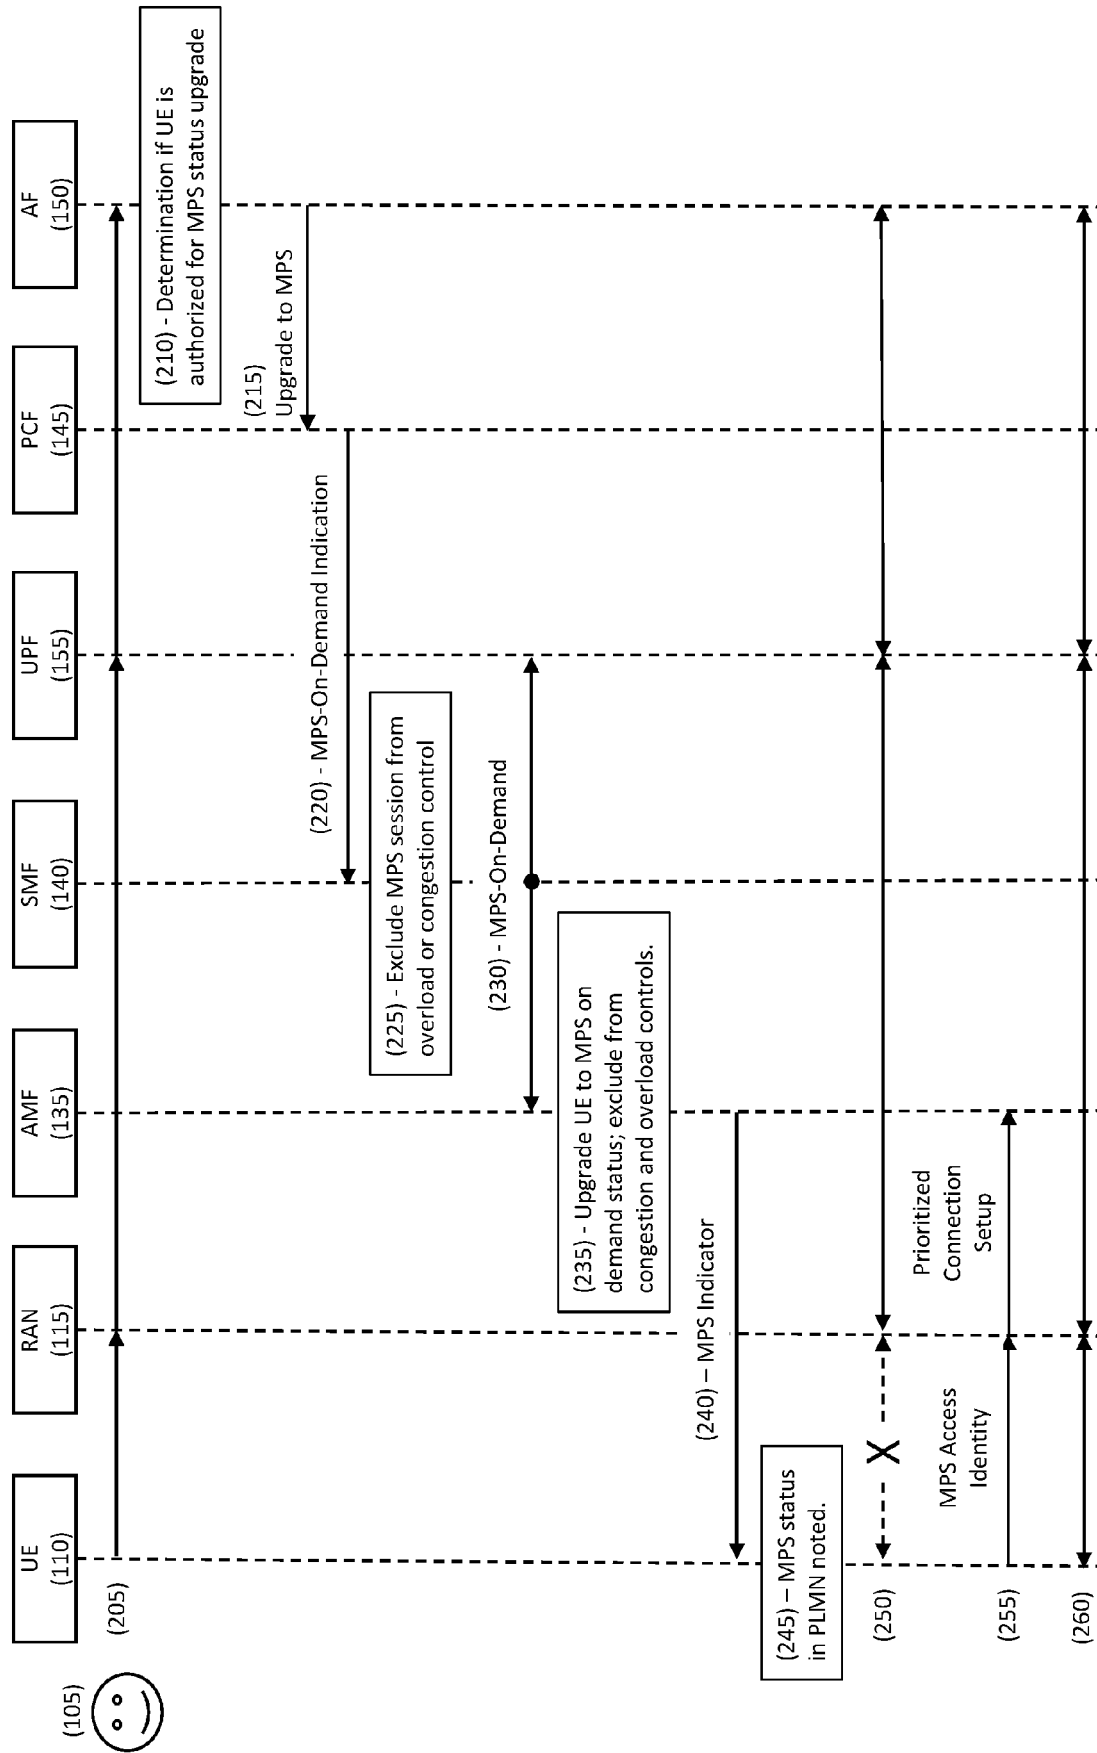 (105)
UE
(110)
RAN
(115)
AMF
(135)
SMF
(140)
UPF
(155)
PCF
(145)
AF
(150)
(205)
(210) - Determination if UE is
authorized for MPS status upgrade
(215)
Upgrade to MPS
(220) - MPS-On-Demand Indication
(225) - Exclude MPS session from
overload or congestion control
(230) - MPS-On-Demand
(235) - Upgrade UE to MPS on
demand status; exclude from
congestion and overload controls.
(240) – MPS Indicator
(245) – MPS status
in PLMN noted.
(250)
X
(255)
MPS Access
Identity
Prioritized
Connection
Setup
(260)